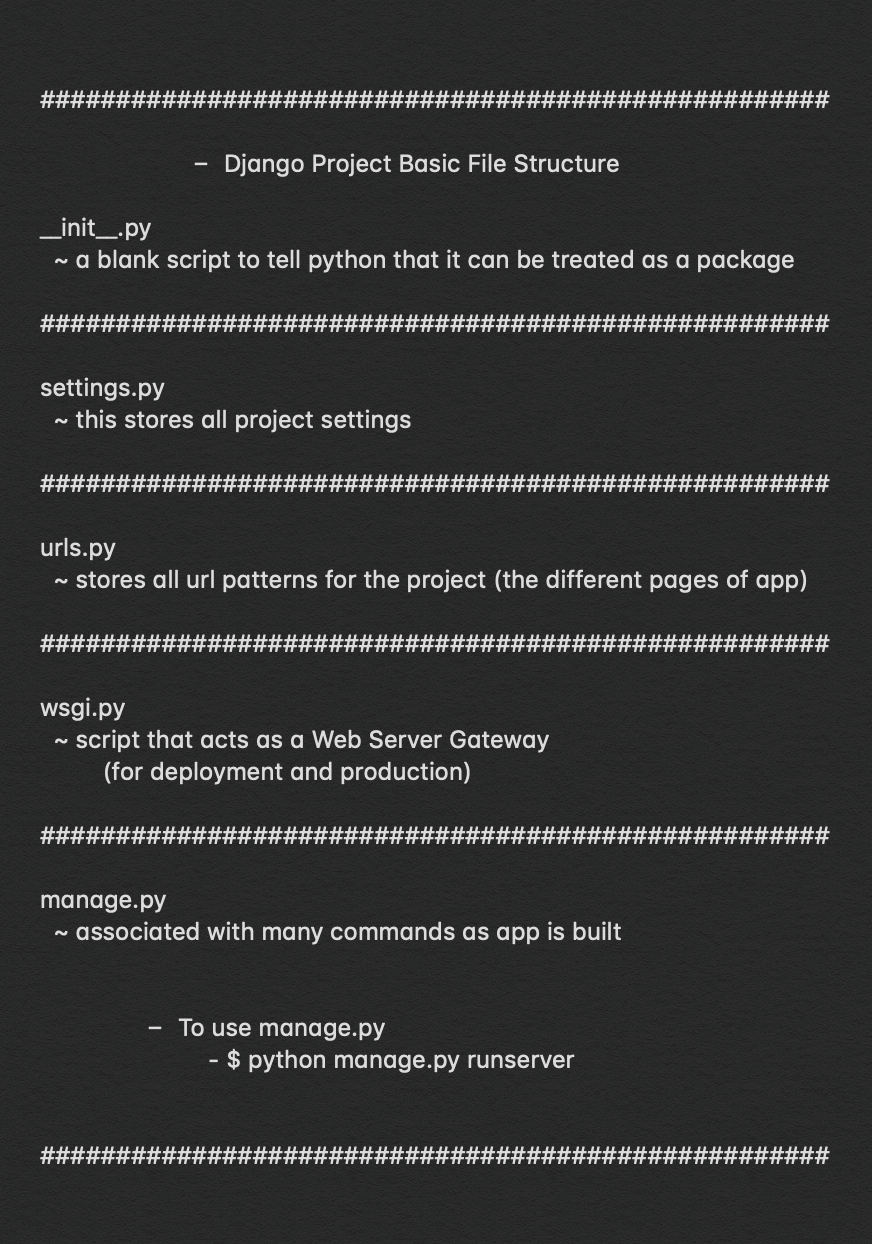 ####################################################
– Django Project Basic File Structure
__init__.py
~ a blank script to tell python that it can be treated as a package
####################################################
settings.py
~ this stores all project settings
####################################################
urls.py
~ stores all url patterns for the project (the different pages of app)
####################################################
wsgi.py
~ script that acts as a Web Server Gateway
(for deployment and production)
####################################################
manage.py
~ associated with many commands as app is built
– To use manage.py
- $ python manage.py runserver
####################################################